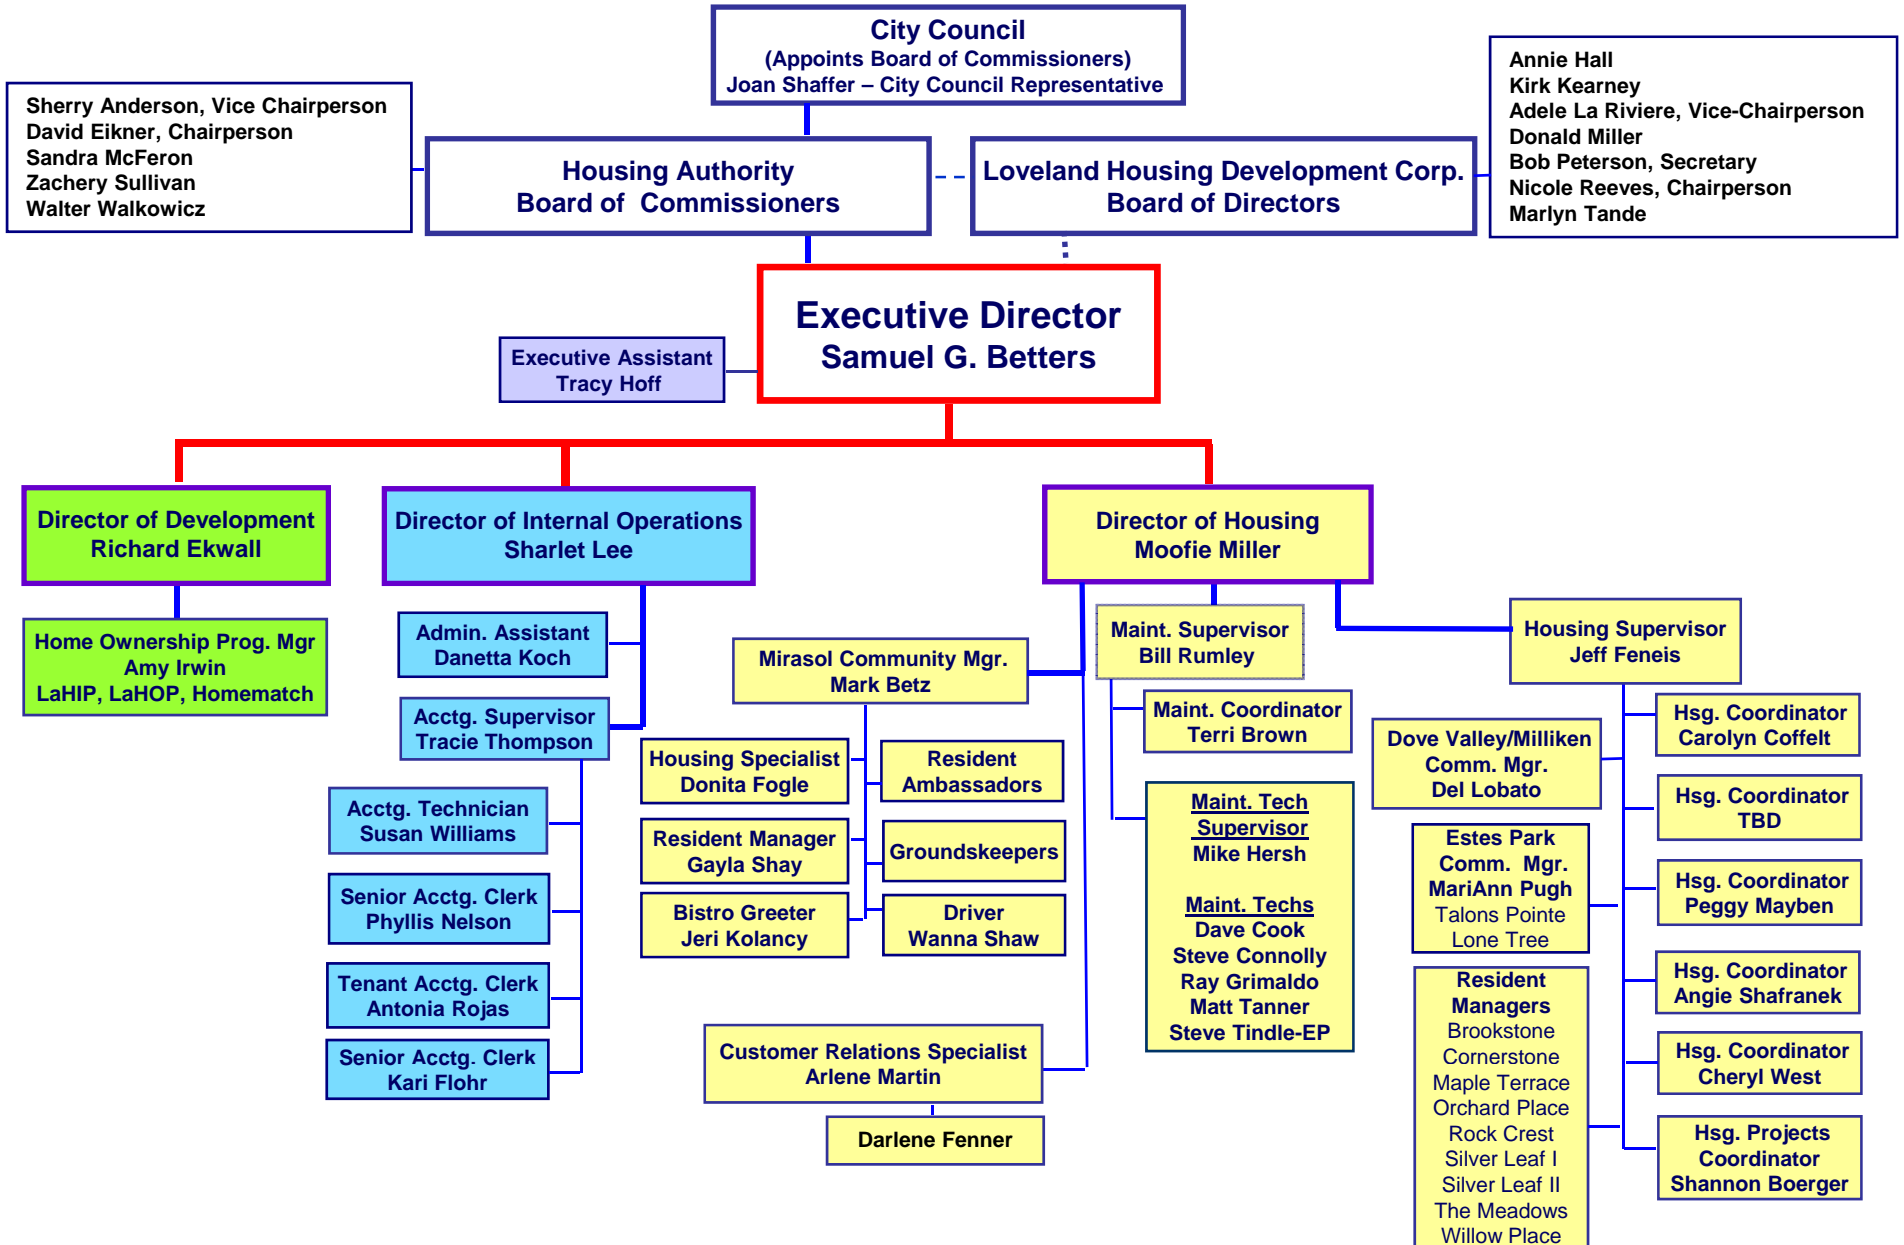 City Council
(Appoints Board of Commissioners)
Joan Shaffer – City Council Representative
Sherry Anderson, Vice Chairperson
David Eikner, Chairperson
Sandra McFeron
Zachery Sullivan
Walter Walkowicz
Housing Authority
Board of Commissioners
Loveland Housing Development Corp.
Board of Directors
Annie Hall
Kirk Kearney
Adele La Riviere, Vice-Chairperson
Donald Miller
Bob Peterson, Secretary
Nicole Reeves, Chairperson
Marlyn Tande
Executive Director
Samuel G. Betters
Executive Assistant
Tracy Hoff
Director of Development
Richard Ekwall
Home Ownership Prog. Mgr
Amy Irwin
LaHIP, LaHOP, Homematch
Director of Internal Operations
Sharlet Lee
Admin. Assistant
Danetta Koch
Acctg. Supervisor
Tracie Thompson
Acctg. Technician
Susan Williams
Senior Acctg. Clerk
Phyllis Nelson
Tenant Acctg. Clerk
Antonia Rojas
Senior Acctg. Clerk
Kari Flohr
Director of Housing
Moofie Miller
Mirasol Community Mgr.
Mark Betz
Housing Specialist
Donita Fogle
Resident
Ambassadors
Resident Manager
Gayla Shay
Groundskeepers
Bistro Greeter
Jeri Kolancy
Driver
Wanna Shaw
Customer Relations Specialist
Arlene Martin
Darlene Fenner
Maint. Supervisor
Bill Rumley
Maint. Coordinator
Terri Brown
Maint. Tech
Supervisor
Mike Hersh
Maint. Techs
Dave Cook
Steve Connolly
Ray Grimaldo
Matt Tanner
Steve Tindle-EP
Housing Supervisor
Jeff Feneis
Dove Valley/Milliken
Comm. Mgr.
Del Lobato
Estes Park
Comm. Mgr.
MariAnn Pugh
Talons Pointe
Lone Tree
Resident
Managers
Brookstone
Cornerstone
Maple Terrace
Orchard Place
Rock Crest
Silver Leaf I
Silver Leaf II
The Meadows
Willow Place
Hsg. Coordinator
Carolyn Coffelt
Hsg. Coordinator
TBD
Hsg. Coordinator
Peggy Mayben
Hsg. Coordinator
Angie Shafranek
Hsg. Coordinator
Cheryl West
Hsg. Projects
Coordinator
Shannon Boerger